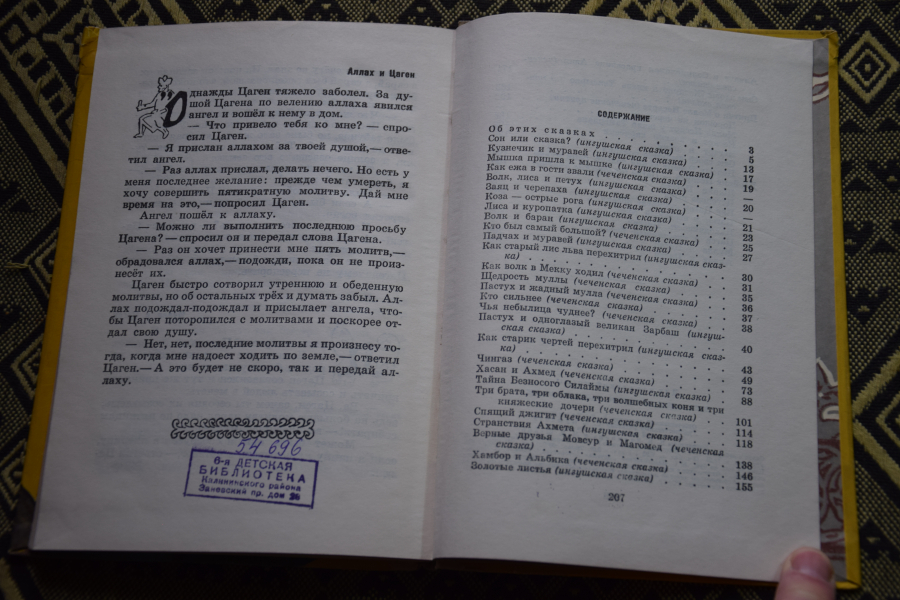 Аллах и Цаген
Однажды Цаген тяжело заболел. За ду-
шой Цагена по велению аллаха явился
ангел и вошёл к нему в дом.
— Что привело тебя ко мне? — спро-
сил Цаген.
— Я прислан аллахом за твоей душой,— отве-
тил ангел.
— Раз аллах прислал, делать нечего. Но есть у
меня последнее желание: прежде чем умереть, я
хочу совершить пятикратную молитву. Дай мне
время на это,— попросил Цаген.
Ангел пошёл к аллаху.
— Можно ли выполнить последнюю просьбу
Цагена? — спросил он и передал слова Цагена.
— Раз он хочет принести мне пять молитв,—
обрадовался аллах,— подожди, пока он не произ-
несёт их.
Цаген быстро сотворил утреннюю и обеденную
молитвы, но об остальных трёх и думать забыл. Ал-
лах подождал-подождал и присылает ангела, что-
бы Цаген поторопился с молитвами и поскорее от-
дал свою душу.
— Нет, нет, последние молитвы я произнесу то-
гда, когда мне надоест ходить по земле,— ответил
Цаген.— А это будет не скоро, так и передай ал-
лаху.
54 696
6-я ДЕТСКАЯ
БИБЛИОТЕКА
Калининского района
Заневский пр. дом 26
СОДЕРЖАНИЕ
Об этих сказках . . . . . 3
Сон или сказка? (ингушская сказка) . . . 5
Кузнечик и муравей (ингушская сказка) . . . 13
Мышка пришла к мышке (ингушская сказка) . . 17
Как ежа в гости звали (чеченская сказка) . . 19
Волк, лиса и петух (ингушская сказка) . . . —
Заяц и черепаха (ингушская сказка) . . . 20
Коза — острые рога (ингушская сказка) . . . —
Лиса и куропатка (ингушская сказка) . . . 21
Волк и баран (ингушская сказка) . . . 23
Кто был самый большой? (чеченская сказка) . . 25
Падчах и муравей (ингушская сказка) . . . 27
Как старый лис льва перехитрил (ингушская сказ-
ка) . . . . . 30
Как волк в Мекку ходил (чеченская сказка) . . 31
Щедрость муллы (чеченская сказка) . . . 35
Пастух и жадный мулла (чеченская сказка) . . 36
Кто сильнее (чеченская сказка) . . . 37
Чья небылица чуднее? (чеченская сказка)
Пастух и одноглазый великан Зарбаш (ингуш-
ская сказка) . . . . . 40
Как старик чертей перехитрил (ингушская сказ-
ка) . . . . . 43
Чингаз (чеченская сказка) . . . 49
Хасан и Ахмед (чеченская сказка) . . . 73
Тайна Безносого Силаймы (чеченская сказка) . . 88
Три брата, три облака, три волшебных коня и три
княжеские дочери (чеченская сказка) . . . 101
Спящий джигит (чеченская сказка) . . . 114
Странствия Ахмета (ингушская сказка) . . . 118
Верные друзья Мовсур и Магомед (чеченская
сказка) . . . . . 138
Хамбор и Альбика (чеченская сказка) . . . 146
Золотые листья (ингушская сказка) . . . 155
207